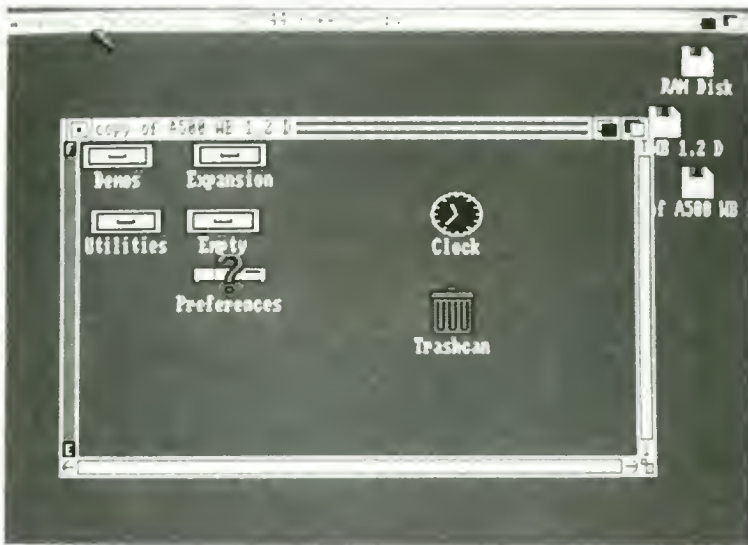 RAM Disk
copy of A500 WB 1 2 D
WB 1.2 D
Demos
Expansion
of A500 WB
Utilities
Empty
Clock
Preferences
Trashcan